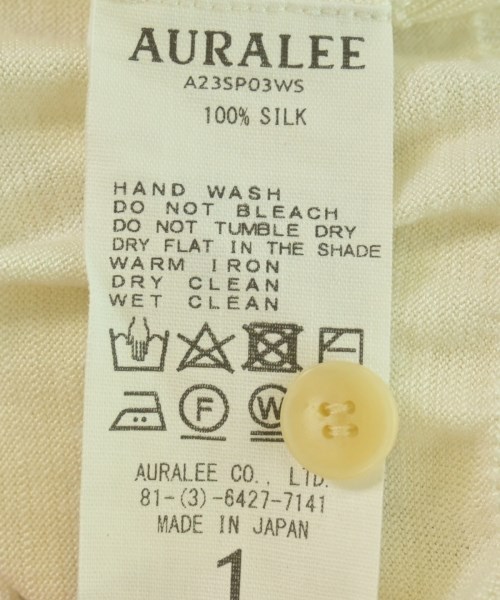 AURALEE
A23SP03WS
100% SILK
HAND WASH
DO NOT BLEACH
DO NOT TUMBLE DRY
DRY FLAT IN THE SHADE
WARM IRON
DRY CLEAN
WET CLEAN
F W
AURALEE CO., LTD.
81-(3)-6427-7141
MADE IN JAPAN
1